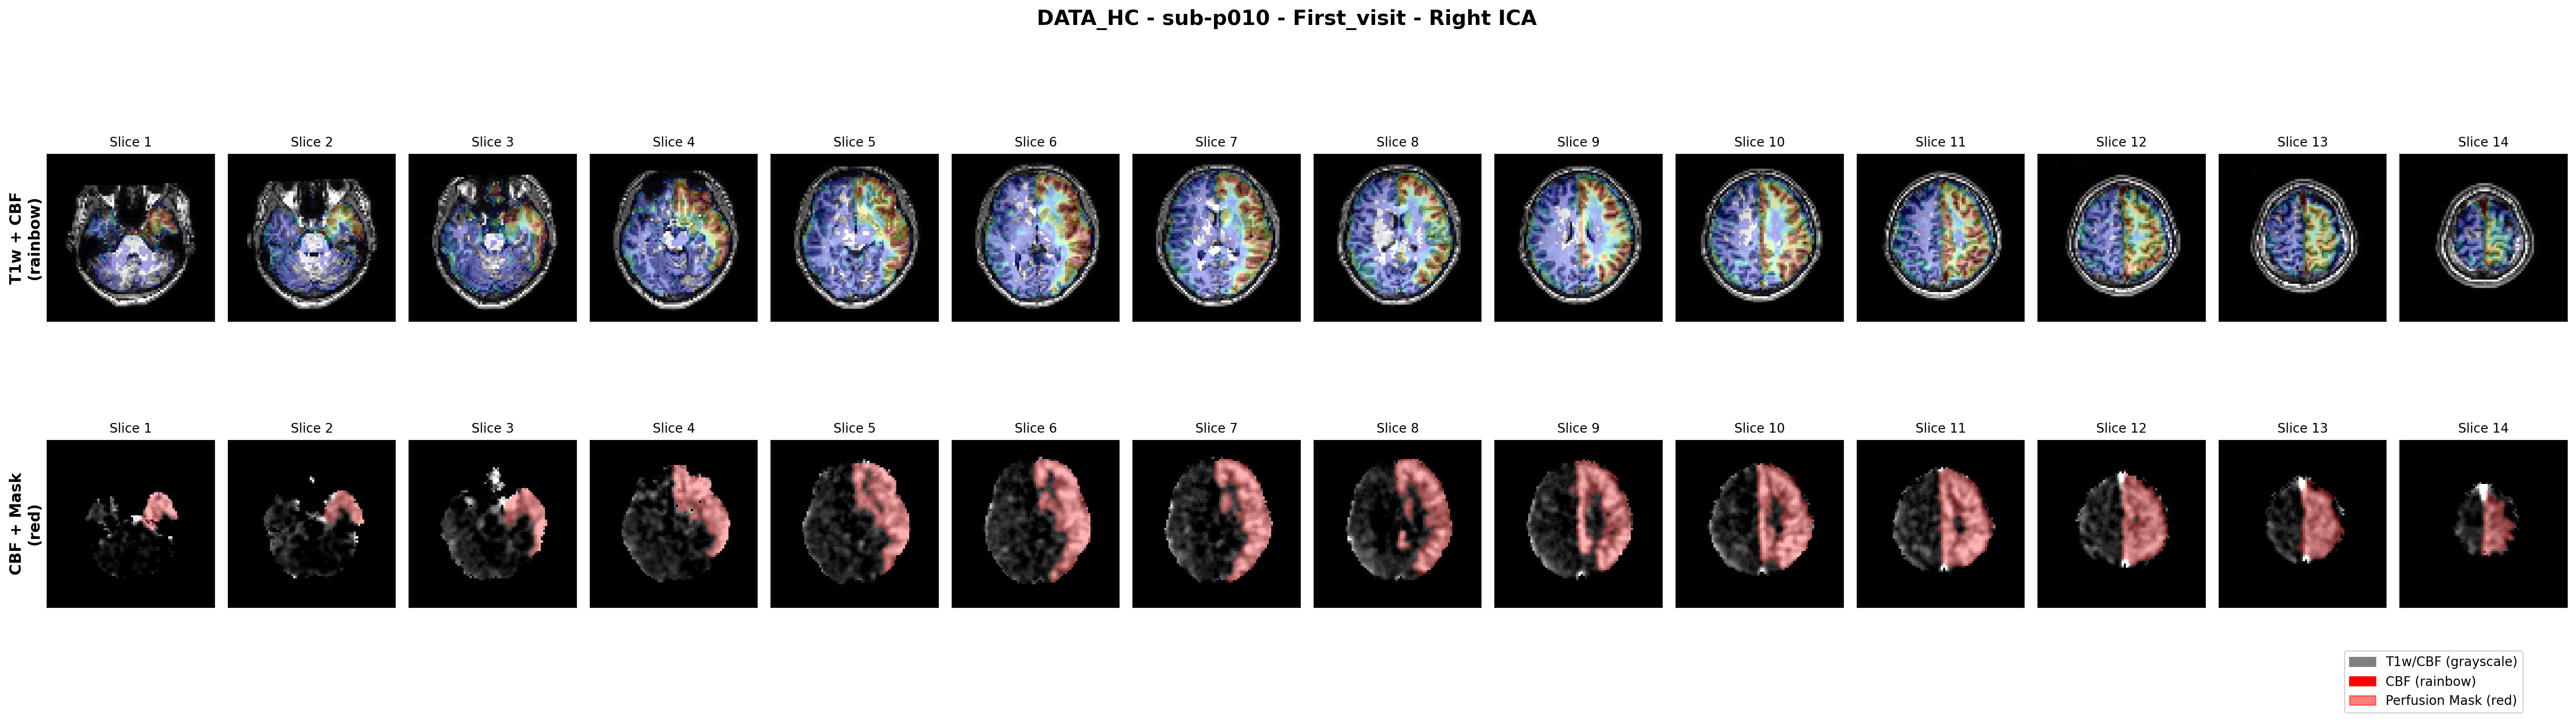 DATA_HC - sub-p010 - First_visit - Right ICA
T1w + CBF
(rainbow)
Slice 1
Slice 2
Slice 3
Slice 4
Slice 5
Slice 6
Slice 7
Slice 8
Slice 9
Slice 10
Slice 11
Slice 12
Slice 13
Slice 14
CBF + Mask
(red)
Slice 1
Slice 2
Slice 3
Slice 4
Slice 5
Slice 6
Slice 7
Slice 8
Slice 9
Slice 10
Slice 11
Slice 12
Slice 13
Slice 14
T1w/CBF (grayscale)
CBF (rainbow)
Perfusion Mask (red)